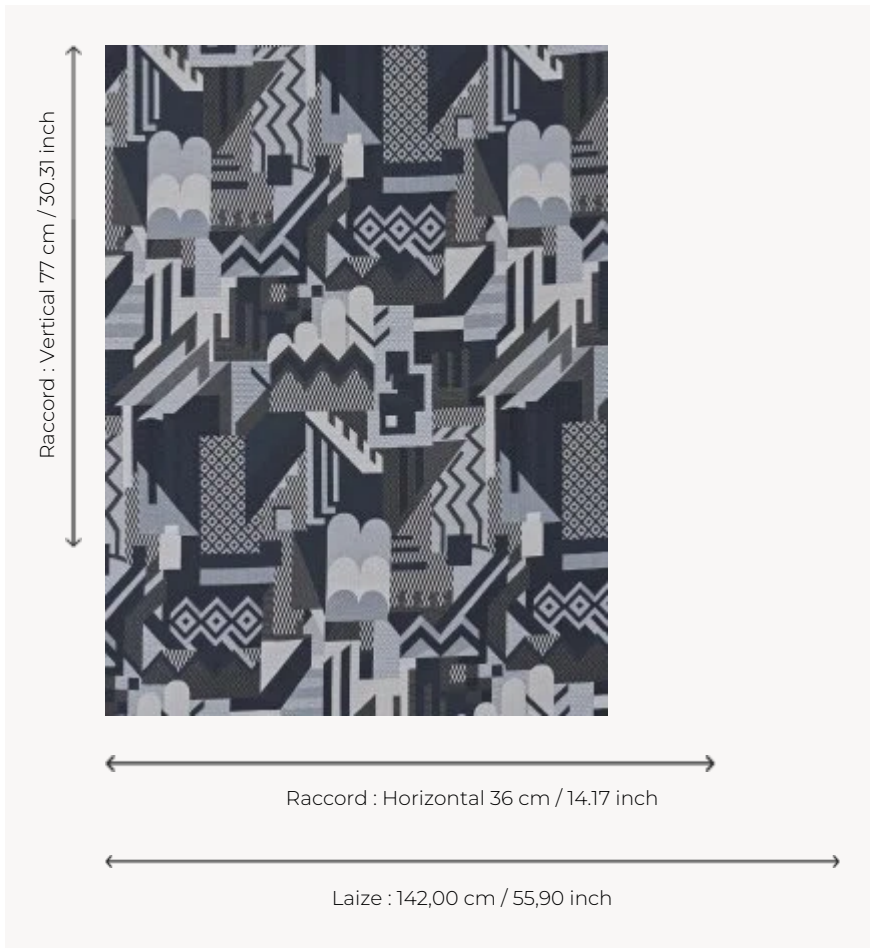 Raccord : Vertical 77 cm / 30.31 inch
Raccord : Horizontal 36 cm / 14.17 inch
Laize : 142,00 cm / 55,90 inch